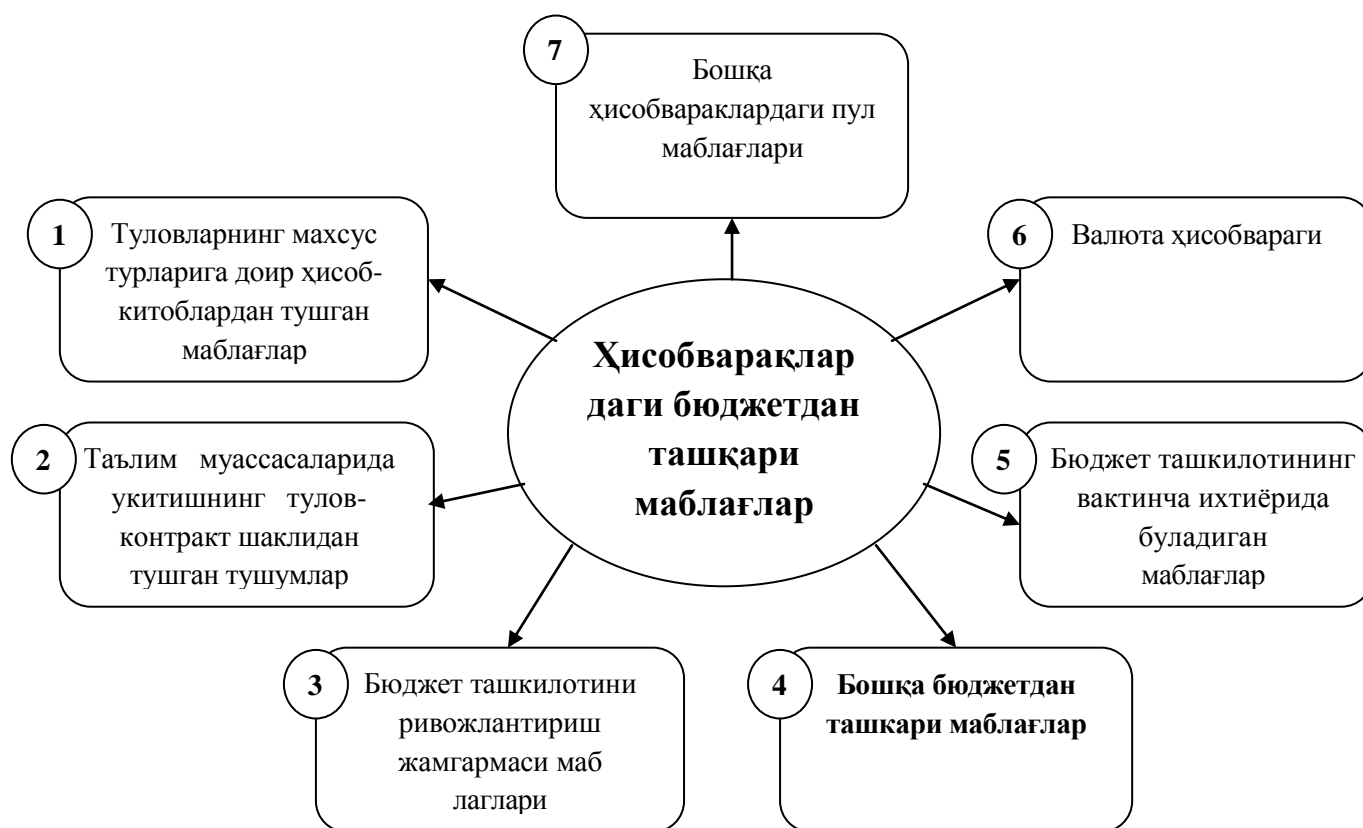 7
Бошқа
ҳисобвараклардаги пул
маблағлари
1
Туловларнинг махсус
турларига доир ҳисоб-
китоблардан тушган
маблағлар
6
Валюта ҳисобвараги
Ҳисобварақлар
даги бюджетдан
ташқари
маблағлар
2
Таълим муассасаларида
укитишнинг тулов-
контракт шаклидан
тушган тушумлар
5
Бюджет ташкилотининг
вактинча ихтиёрида
буладиган
маблағлар
3
Бюджет ташкилотини
ривожлантириш
жамгармаси маб
лаглари
4
Бошқа бюджетдан
ташкари маблағлар